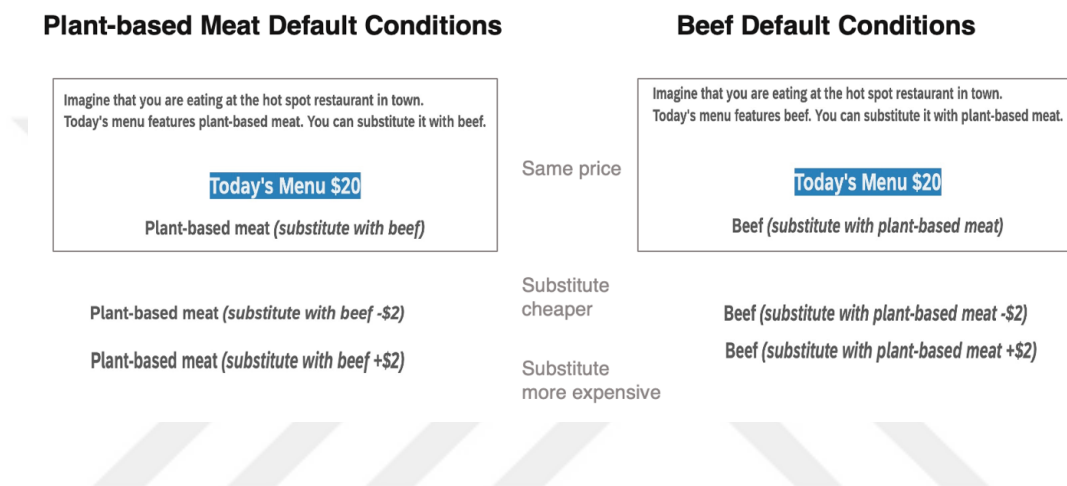 Plant-based Meat Default Conditions
Beef Default Conditions
Imagine that you are eating at the hot spot restaurant in town.
Today's menu features plant-based meat. You can substitute it with beef.
Today's Menu $20
Plant-based meat (substitute with beef)
Same price
Imagine that you are eating at the hot spot restaurant in town.
Today's menu features beef. You can substitute it with plant-based meat.
Today's Menu $20
Beef (substitute with plant-based meat)
Plant-based meat (substitute with beef -$2)
Substitute
cheaper
Beef (substitute with plant-based meat -$2)
Plant-based meat (substitute with beef +$2)
Substitute
more expensive
Beef (substitute with plant-based meat +$2)